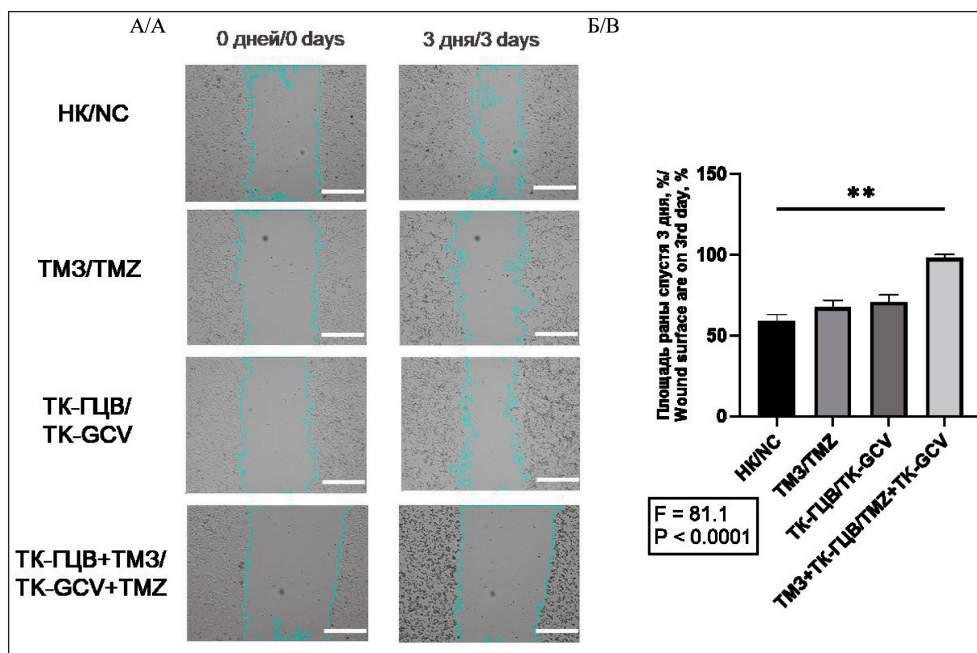 А/А
Б/В
0 дней/0 days
3 дня/3 days
НК/NC
ТМЗ/TMZ
ТК-ГЦВ/
TK-GCV
ТК-ГЦВ+ТМЗ/
TK-GCV+TMZ
Площадь раны спустя 3 дня, %/
Wound surface are on 3rd day, %
150
100
50
0
**
НК/NC
ТМЗ/TMZ
ТК-ГЦВ/TK-GCV
ТМЗ+ТК-ГЦВ/TMZ+TK-GCV
F = 81.1
P < 0.0001